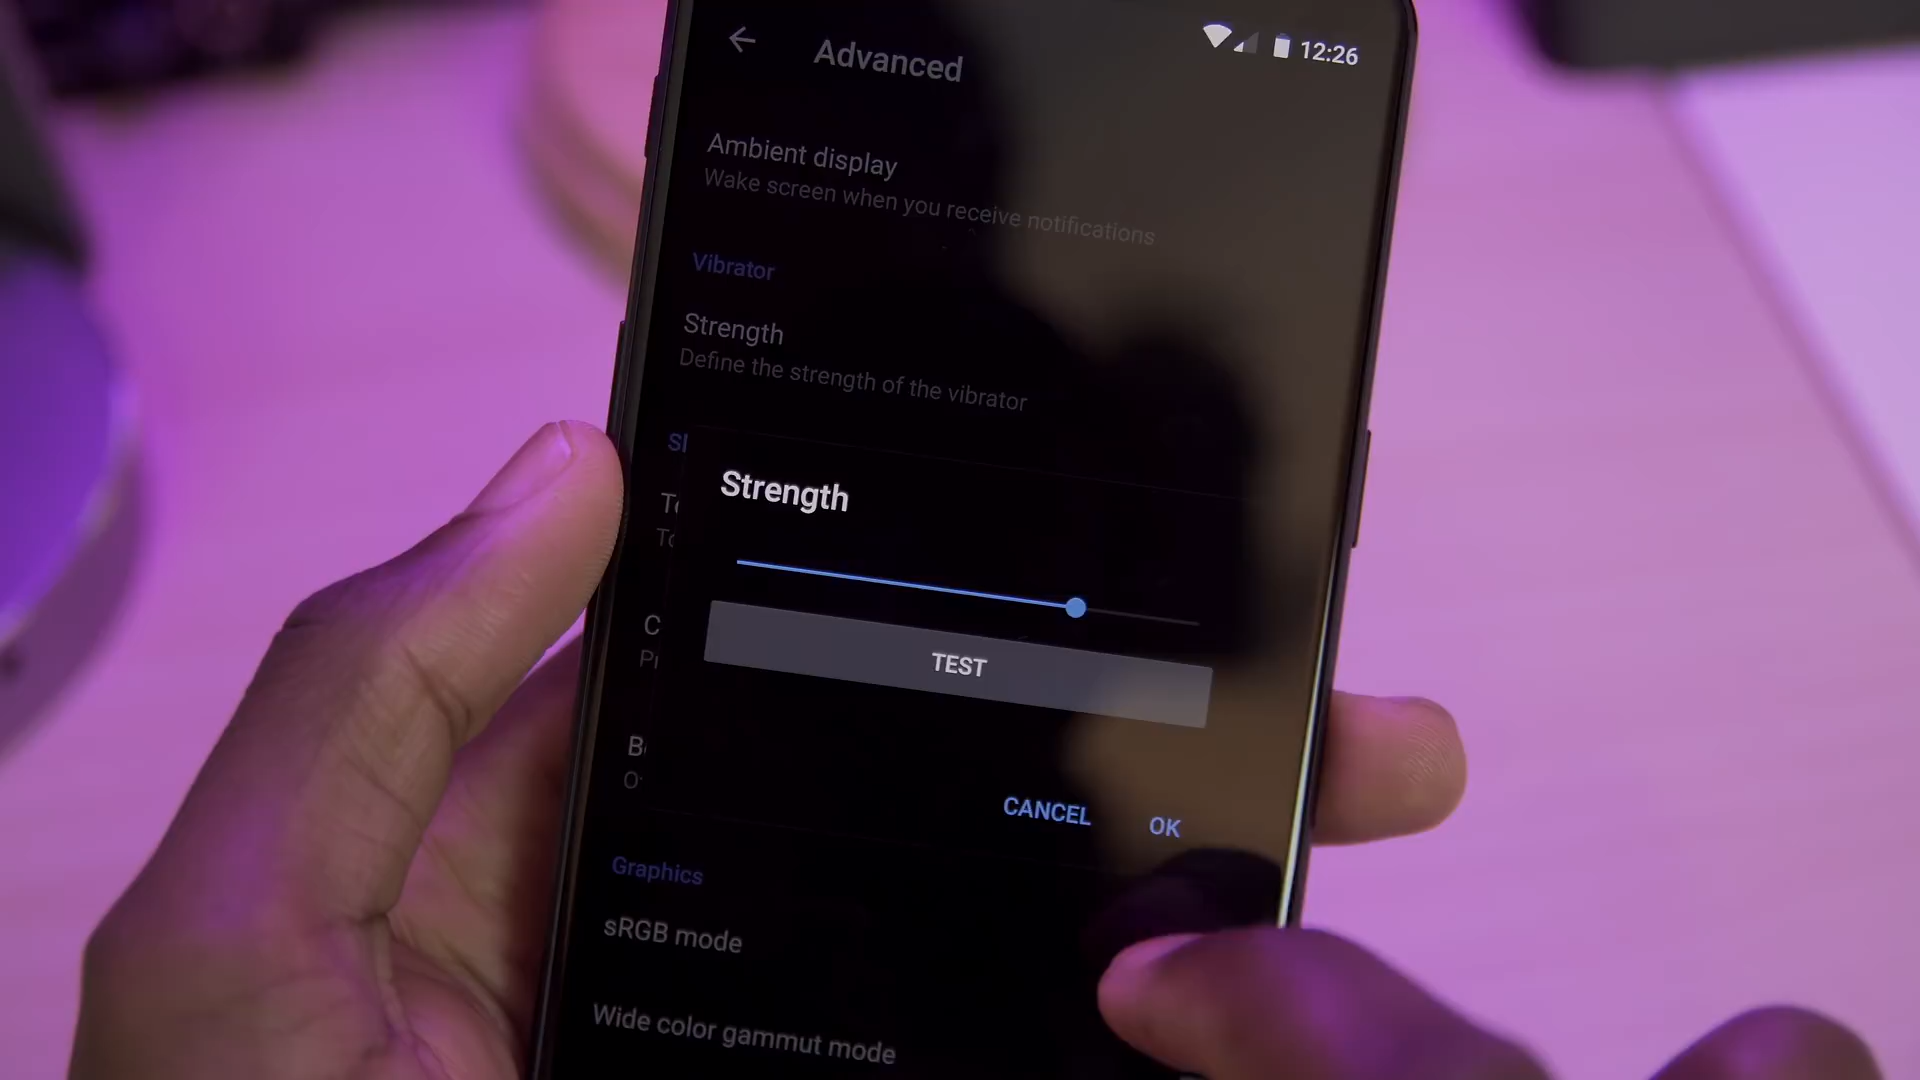 Advanced
12:26
Ambient display
Wake screen when you receive notifications
Vibrator
Strength
Define the strength of the vibrator
Strength
TEST
CANCEL OK
Graphics
sRGB mode
Wide color gammut mode